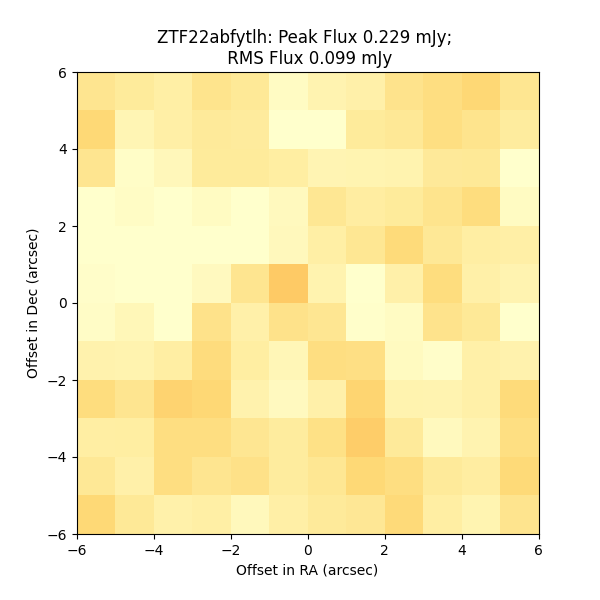 ZTF22abfytlh: Peak Flux 0.229 mJy;
RMS Flux 0.099 mJy
6
4
2
0
−2
−4
−6
Offset in Dec (arcsec)
−6 −4 −2 0 2 4 6
Offset in RA (arcsec)